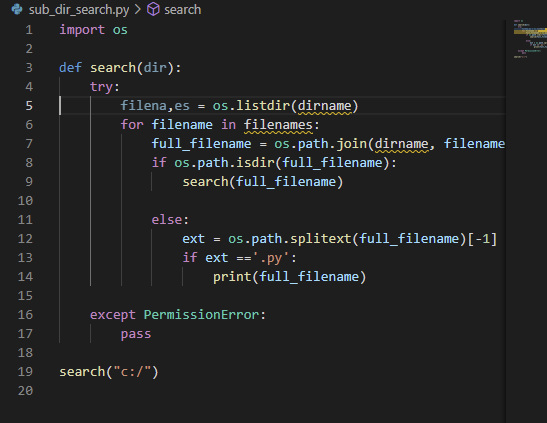 sub_dir_search.py > search
1 import os
2
3 def search(dir):
4     try:
5         filena,es = os.listdir(dirname)
6         for filename in filenames:
7             full_filename = os.path.join(dirname, filename
8             if os.path.isdir(full_filename):
9                 search(full_filename)
10
11             else:
12                 ext = os.path.splitext(full_filename)[-1]
13                 if ext =='.py':
14                     print(full_filename)
15
16     except PermissionError:
17         pass
18
19 search("c:/")
20